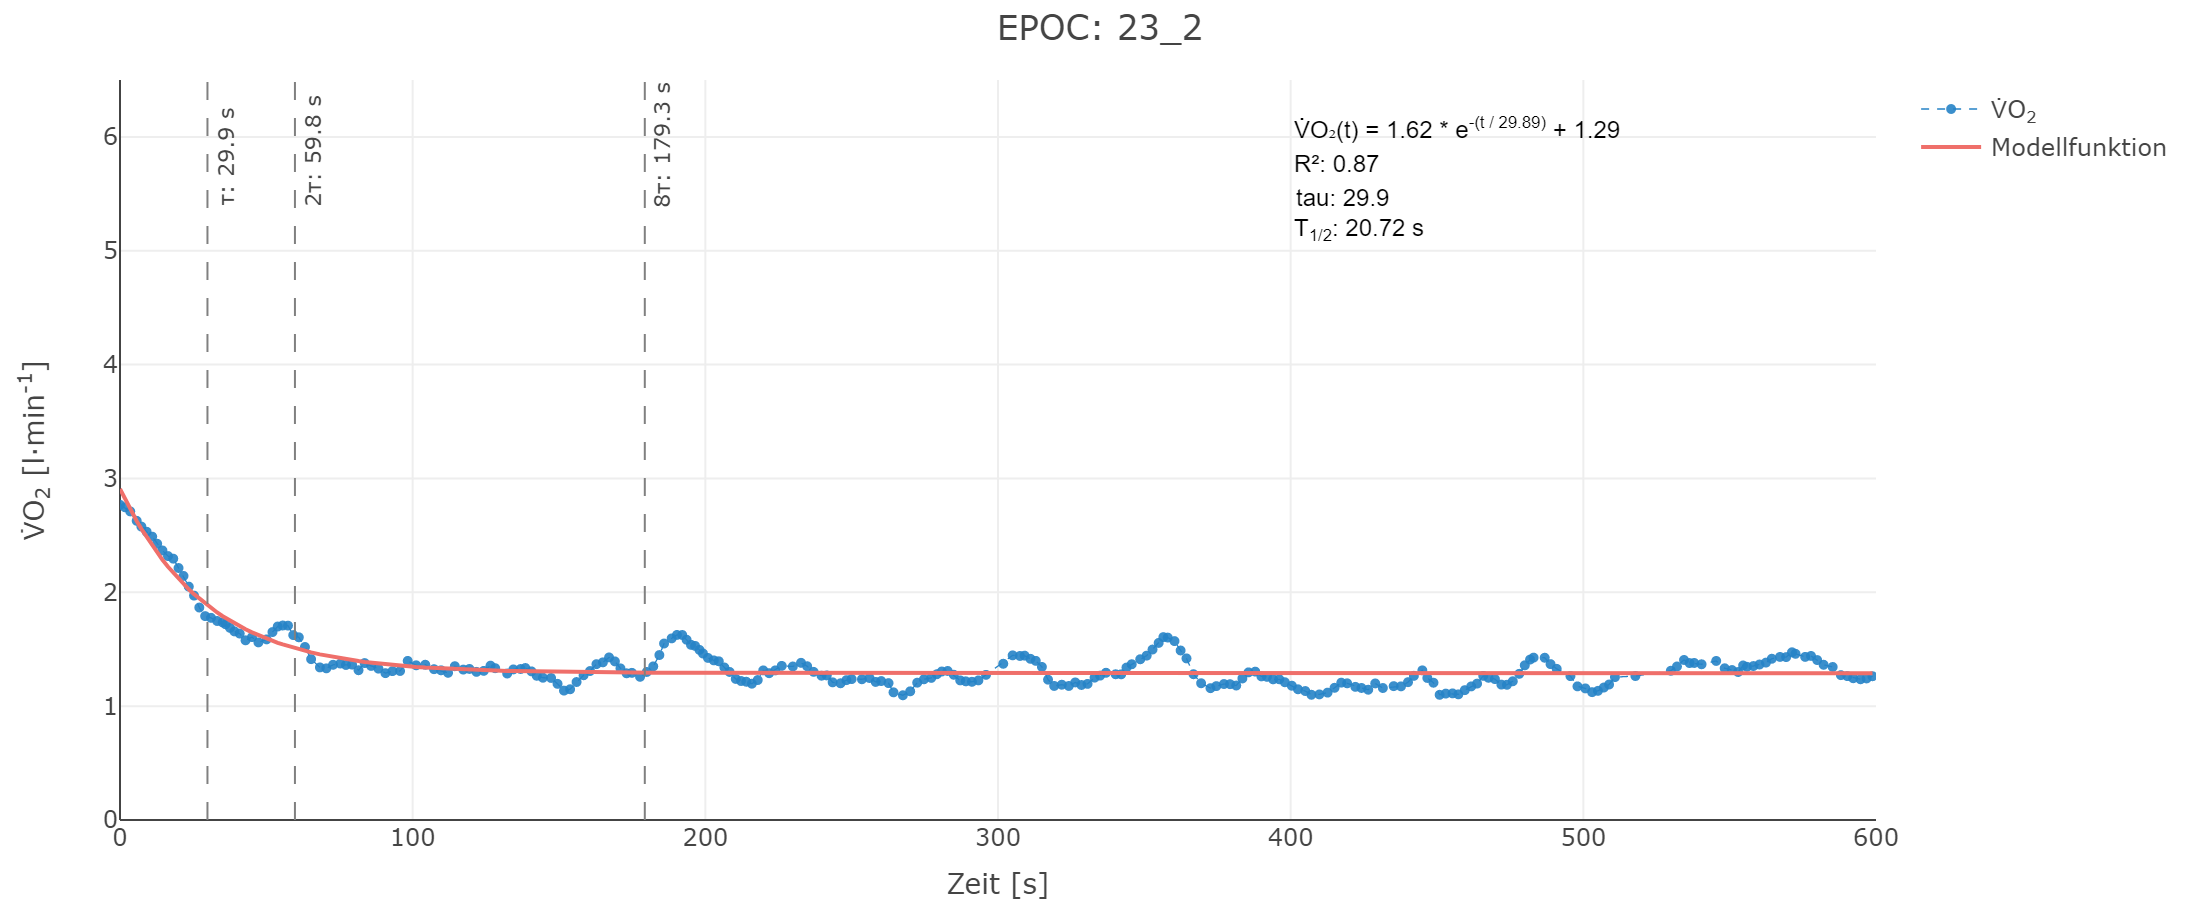 EPOC: 23_2
τ: 29.9 s
2τ: 59.8 s
8τ: 179.3 s
V̇O₂(t) = 1.62 * e^-(t / 29.89) + 1.29
R²: 0.87
tau: 29.9
T1/2: 20.72 s
V̇O₂
Modellfunktion
V̇O₂ [l·min⁻¹]
6
5
4
3
2
1
0
0 100 200 300 400 500 600
Zeit [s]